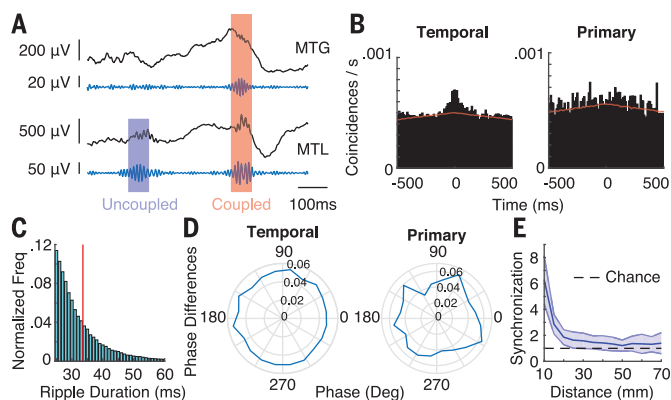 A
200 µV
MTG
20 µV
500 µV
MTL
50 µV
Uncoupled
Coupled
100ms
B
Temporal
Primary
Coincidences / s
.001
0
-500
0
500
.001
0
-500
0
500
Time (ms)
C
Normalized Freq
.12
.04
0
30
40
50
60
Ripple Duration (ms)
D
Temporal
Primary
Phase Differences
90
0.06
0.04
0.02
180
0
270
90
0.06
0.04
0.02
180
0
270
Phase (Deg)
E
Synchronization
8
6
4
2
0
Chance
10
30
50
70
Distance (mm)